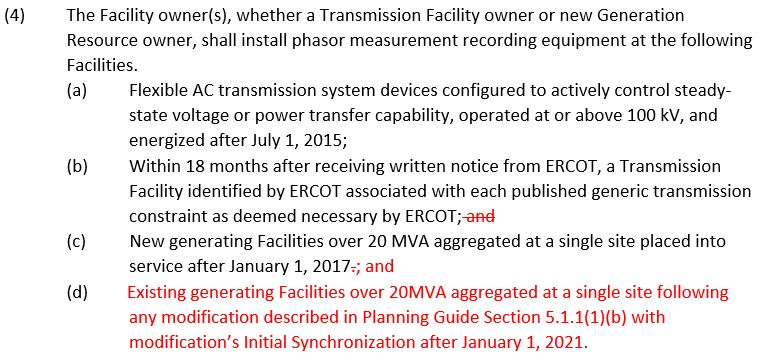 (4) The Facility owner(s), whether a Transmission Facility owner or new Generation
Resource owner, shall install phasor measurement recording equipment at the following
Facilities.
(a) Flexible AC transmission system devices configured to actively control steady-
state voltage or power transfer capability, operated at or above 100 kV, and
energized after July 1, 2015;
(b) Within 18 months after receiving written notice from ERCOT, a Transmission
Facility identified by ERCOT associated with each published generic transmission
constraint as deemed necessary by ERCOT; and
(c) New generating Facilities over 20 MVA aggregated at a single site placed into
service after January 1, 2017.; and
(d) Existing generating Facilities over 20MVA aggregated at a single site following
any modification described in Planning Guide Section 5.1.1(1)(b) with
modification’s Initial Synchronization after January 1, 2021.